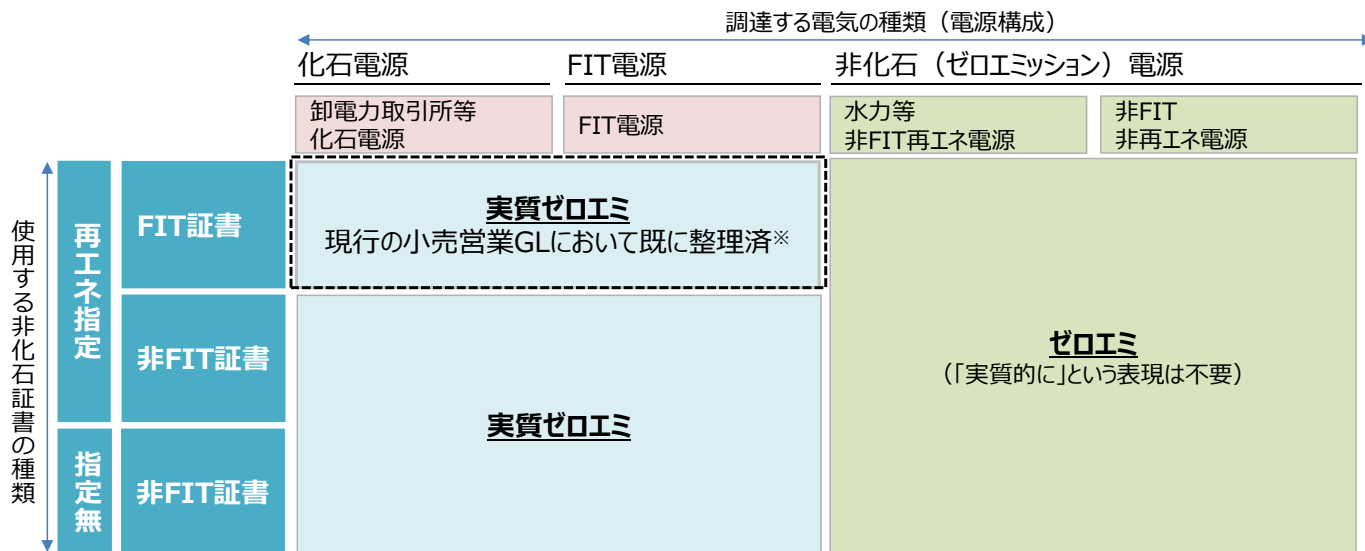 調達する電気の種類（電源構成）
化石電源
FIT電源
非化石（ゼロエミッション）電源
卸電力取引所等
化石電源
FIT電源
水力等
非FIT再エネ電源
非FIT
非再エネ電源
使用する非化石証書の種類
再エネ指定
FIT証書
実質ゼロエミ
現行の小売営業GLにおいて既に整理済※
非FIT証書
ゼロエミ
（「実質的に」という表現は不要）
実質ゼロエミ
指定無
非FIT証書